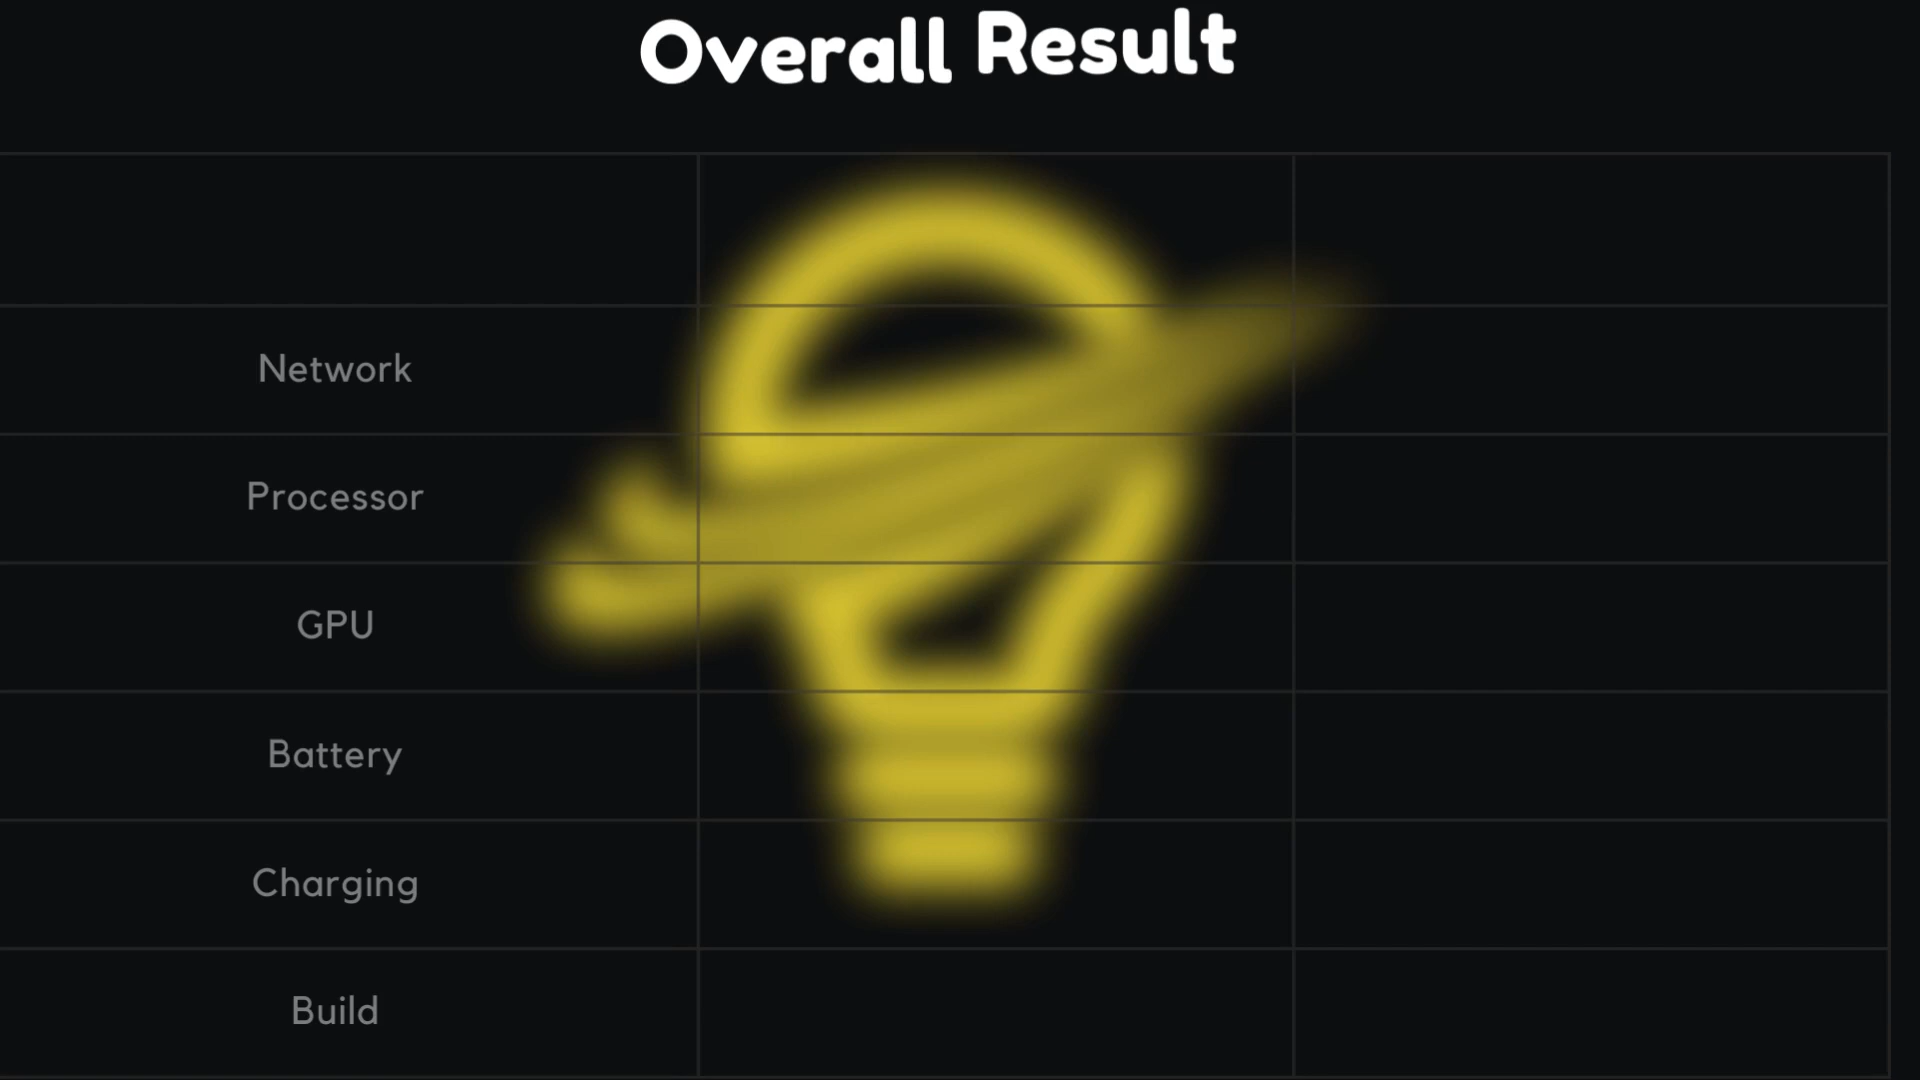 Overall Result
Network
Processor
GPU
Battery
Charging
Build